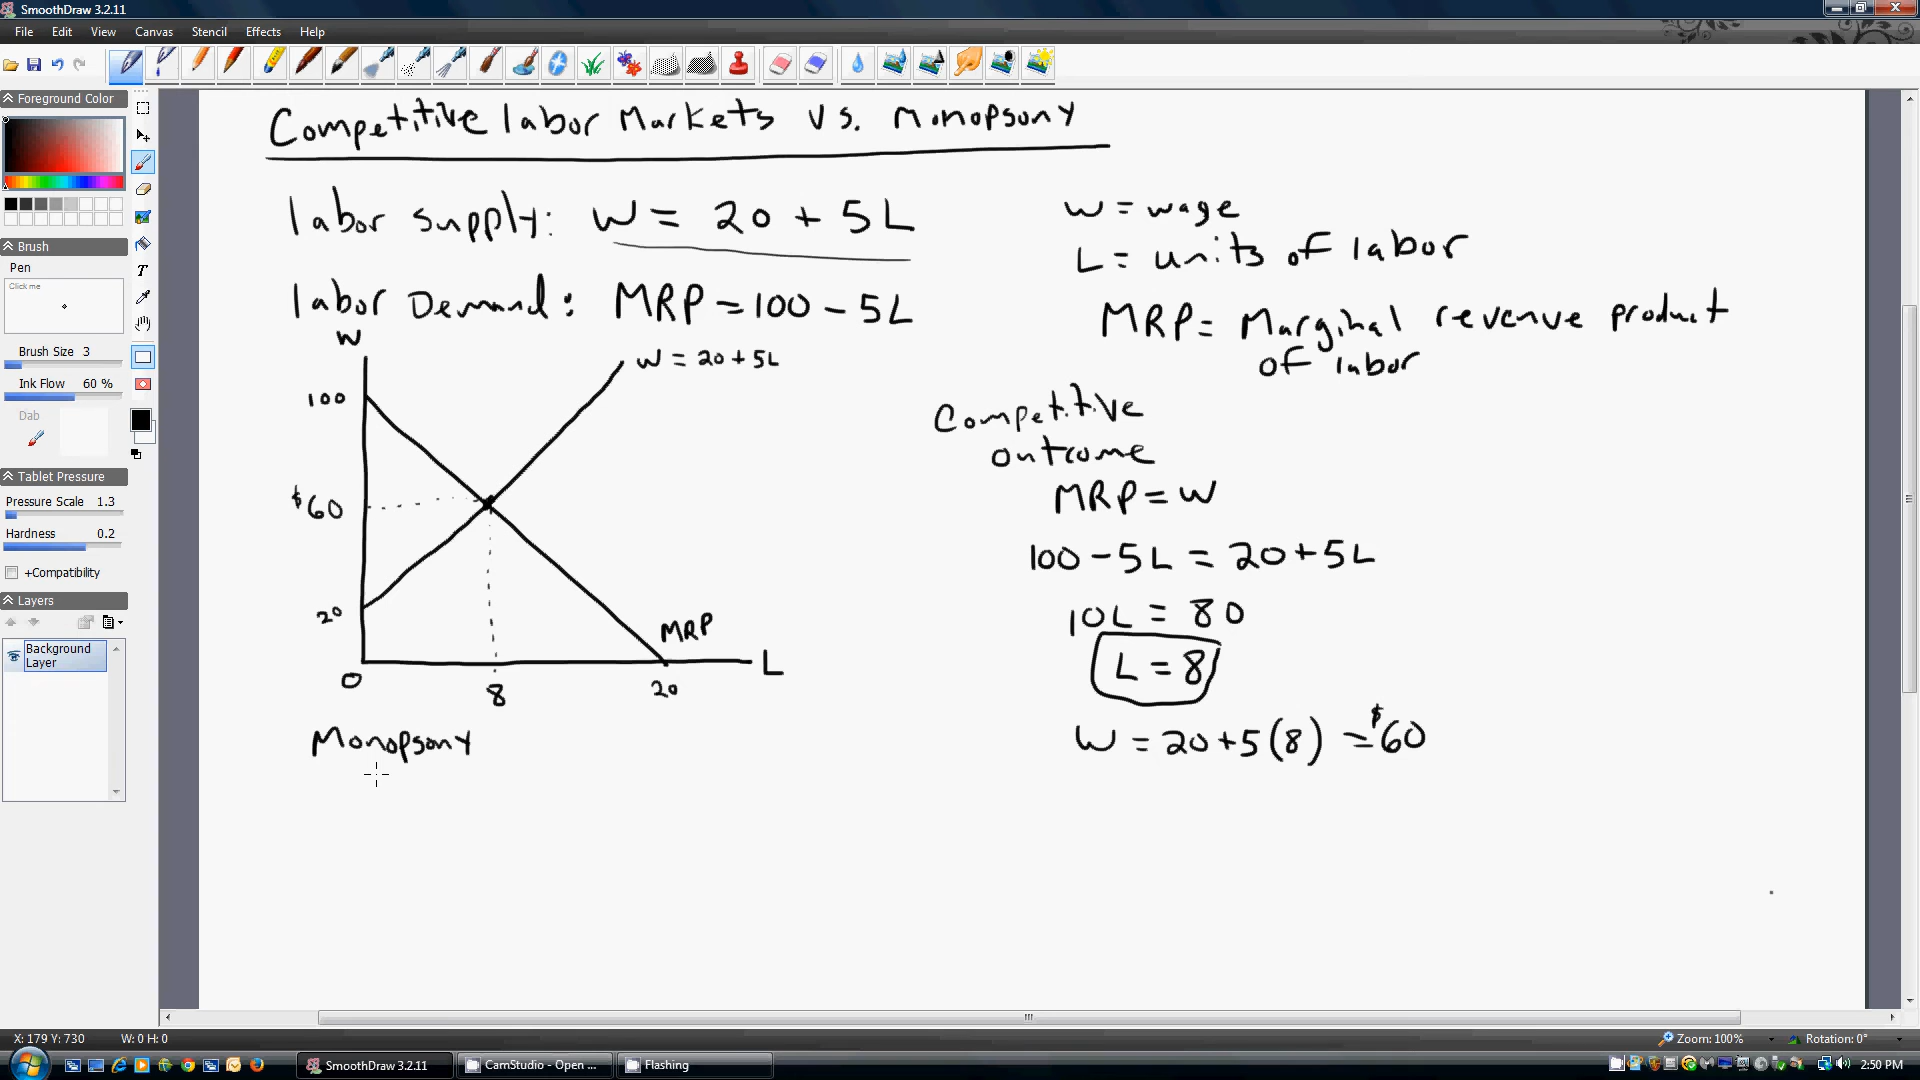 SmoothDraw 3.2.11
File Edit View Canvas Stencil Effects Help
Foreground Color
Brush
Pen
Click me
Brush Size 3
Ink Flow 60 %
Dab
Tablet Pressure
Pressure Scale 1.3
Hardness 0.2
+Compatibility
Layers
Background
Layer
Competitive labor Markets Vs. Monopsony
labor supply: W = 20 + 5L
labor Demand: MRP = 100 - 5L
W = wage
L = units of labor
MRP = Marginal revenue product
of labor
W
W = 20 + 5L
100
$60
20
0
8
20
MRP
L
Competitive
outcome
MRP = W
100 - 5L = 20 + 5L
10L = 80
L = 8
W = 20 + 5(8) = $60
Monopsony
X: 179 Y: 730 W: 0 H: 0
Zoom: 100% Rotation: 0°
SmoothDraw 3.2.11 CamStudio - Open ... Flashing
2:50 PM